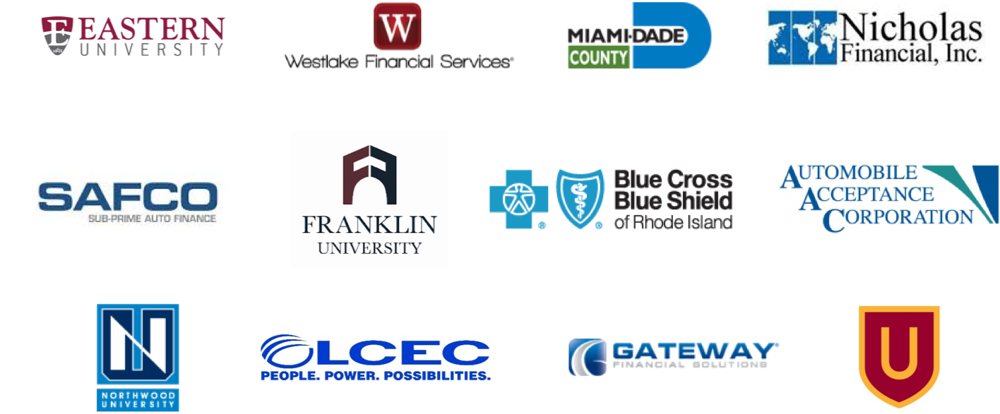 E EASTERN
UNIVERSITY
1925
W
Westlake Financial Services®
MIAMI-DADE
COUNTY
Nicholas
Financial, Inc.
SAFCO
SUB-PRIME AUTO FINANCE
FRANKLIN
UNIVERSITY
® ®
Blue Cross
Blue Shield
of Rhode Island
AUTOMOBILE
ACCEPTANCE
CORPORATION
N
NORTHWOOD
UNIVERSITY
LCEC
PEOPLE. POWER. POSSIBILITIES.
GATEWAY®
FINANCIAL SOLUTIONS
U